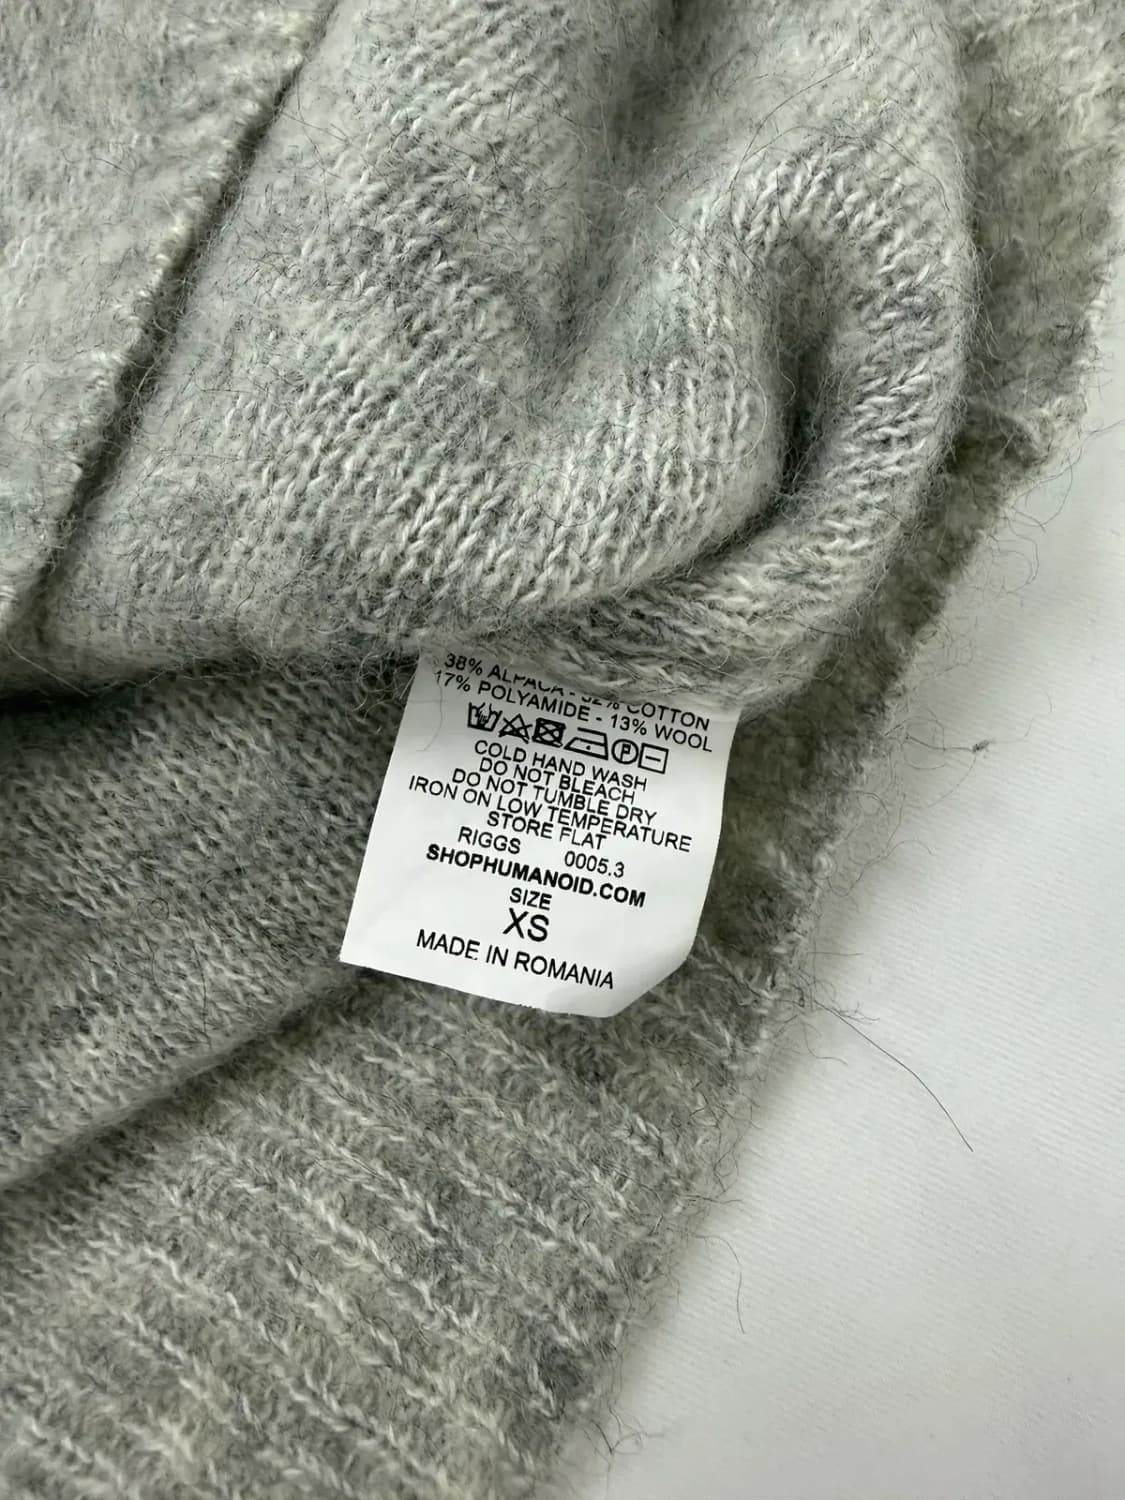 38% ALPACA - 32% COTTON
17% POLYAMIDE - 13% WOOL
P
COLD HAND WASH
DO NOT BLEACH
DO NOT TUMBLE DRY
IRON ON LOW TEMPERATURE
STORE FLAT
RIGGS 0005.3
SHOPHUMANOID.COM
SIZE
XS
MADE IN ROMANIA